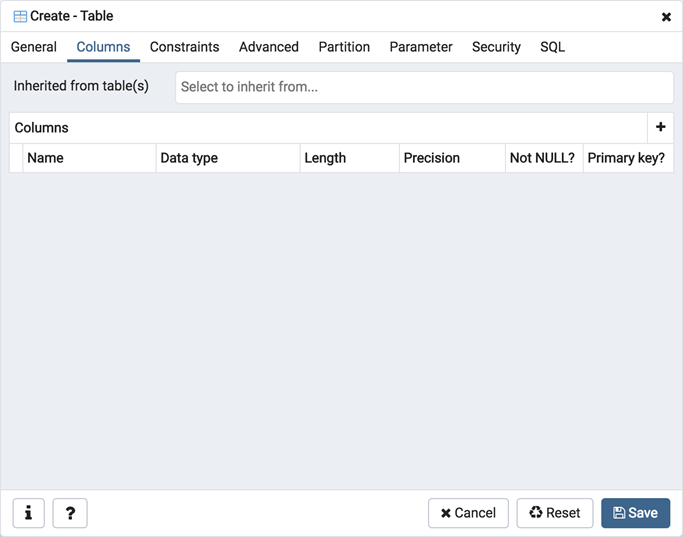 Create - Table
General Columns Constraints Advanced Partition Parameter Security SQL
Inherited from table(s) Select to inherit from...
Columns
Name Data type Length Precision Not NULL? Primary key?
i ? Cancel Reset Save